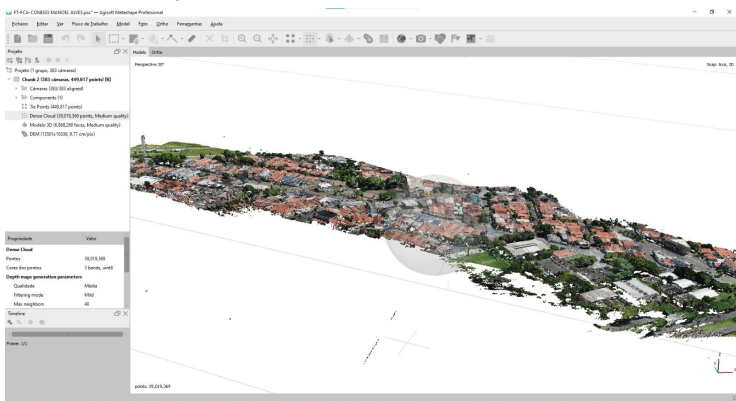 FT-FCA-CONEGO MANOEL ALVES.psx* — Agisoft Metashape Professional
Ficheiro Editar Ver Fluxo de Trabalho Model Foto Ortho Ferramentas Ajuda
Projeto
Modelo Ortho
Perspective 30°
Snap: Axis, 3D
Projeto (1 grupo, 383 câmaras)
Chunk 2 (383 câmaras, 449,817 points) [R]
Câmaras (383/383 aligned)
Components (1)
Tie Points (449,817 points)
Dense Cloud (39,019,369 points, Medium quality)
Modelo 3D (6,860,260 faces, Medium quality)
DEM (13501x10336, 9.77 cm/pix)
Propriedade Valor
Dense Cloud
Pontos 39,019,369
Cores dos pontos 3 bands, uint8
Depth maps generation parameters
Qualidade Média
Filtering mode Mild
Max neighbors 40
Timeline
Frame: 1/1
points: 39,019,369
Z
X